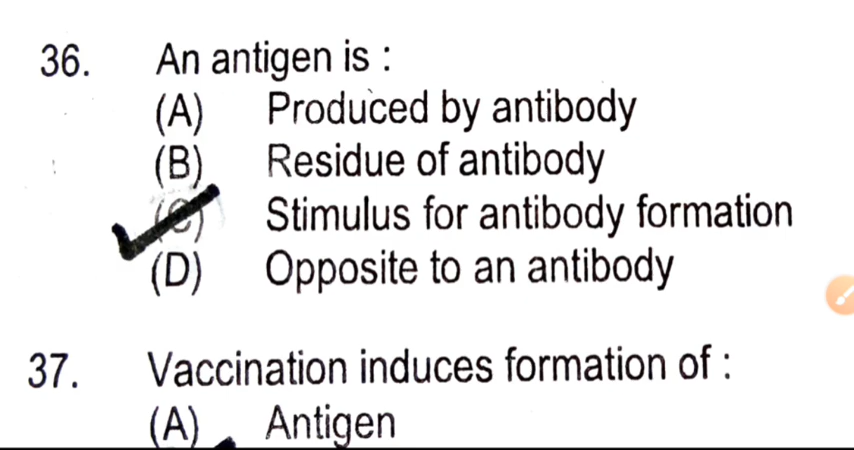 36. An antigen is :
(A) Produced by antibody
(B) Residue of antibody
(C) Stimulus for antibody formation
(D) Opposite to an antibody
37. Vaccination induces formation of :
(A) Antigen